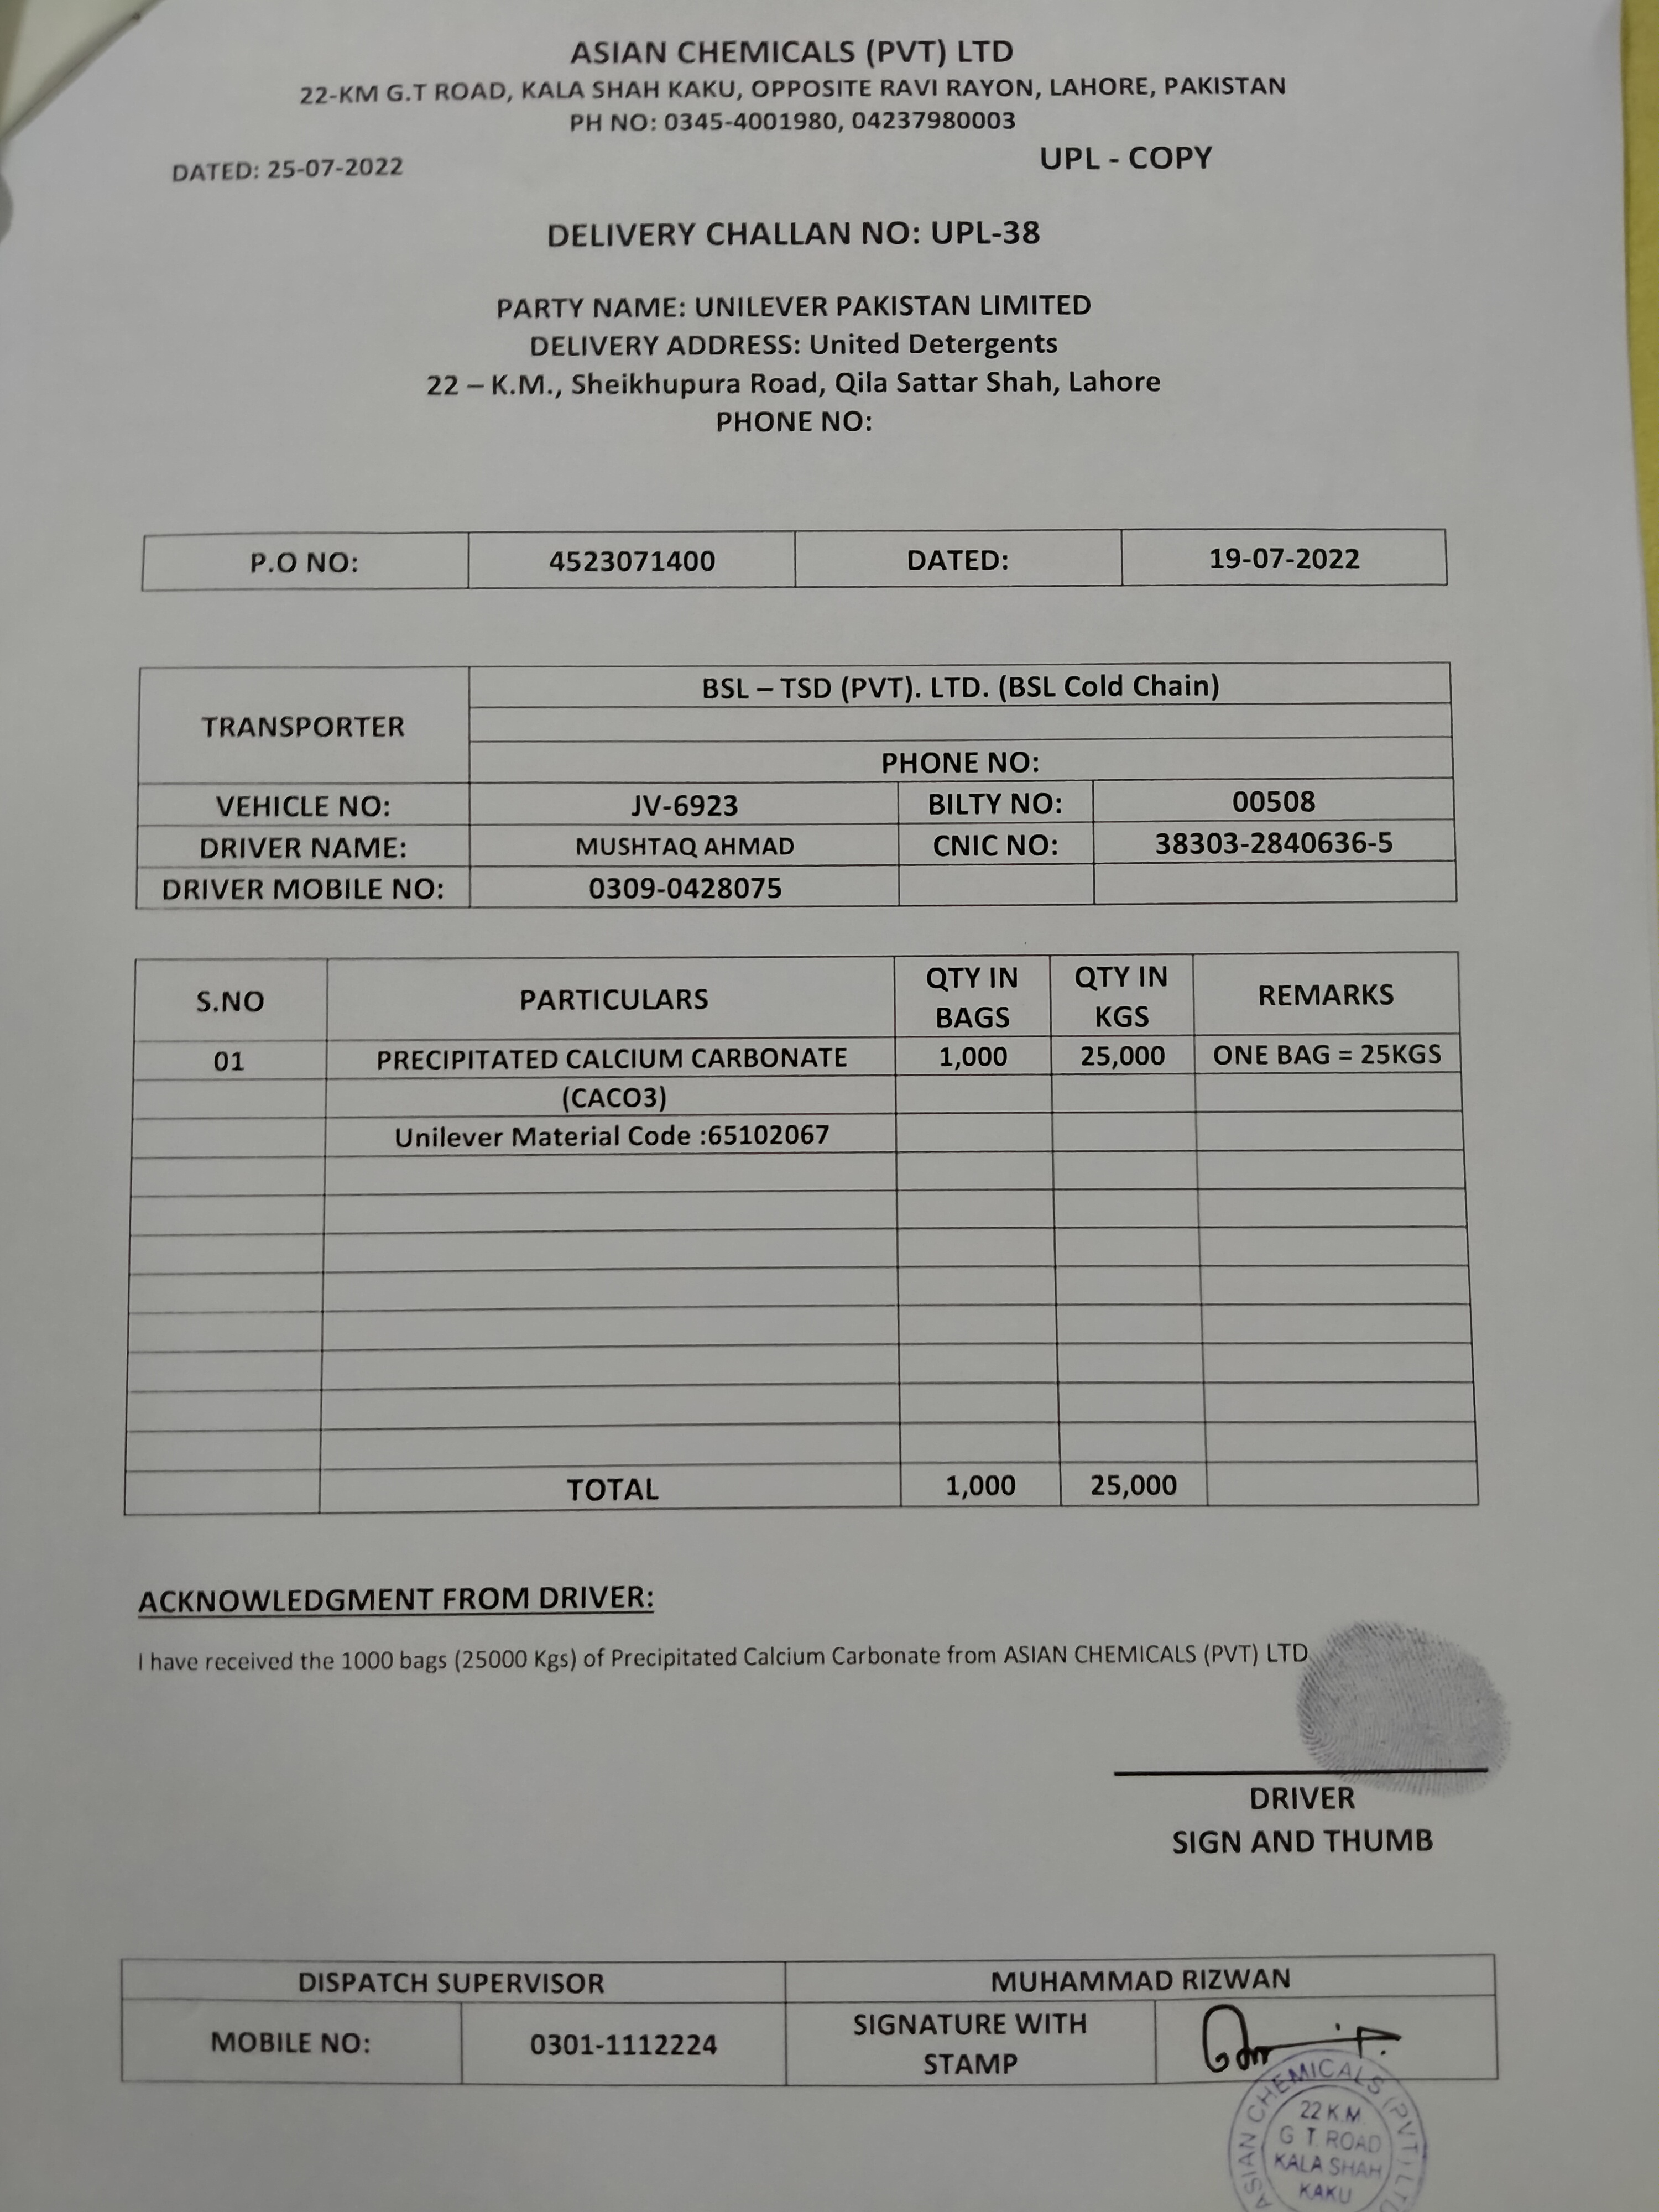 ASIAN CHEMICALS (PVT) LTD
22-KM G.T ROAD, KALA SHAH KAKU, OPPOSITE RAVI RAYON, LAHORE, PAKISTAN
PH NO: 0345-4001980, 04237980003
DATED: 25-07-2022 UPL - COPY
DELIVERY CHALLAN NO: UPL-38
PARTY NAME: UNILEVER PAKISTAN LIMITED
DELIVERY ADDRESS: United Detergents
22 – K.M., Sheikhupura Road, Qila Sattar Shah, Lahore
PHONE NO:
P.O NO: 4523071400 DATED: 19-07-2022
TRANSPORTER BSL – TSD (PVT). LTD. (BSL Cold Chain)
PHONE NO:
VEHICLE NO: JV-6923 BILTY NO: 00508
DRIVER NAME: MUSHTAQ AHMAD CNIC NO: 38303-2840636-5
DRIVER MOBILE NO: 0309-0428075
S.NO PARTICULARS QTY IN BAGS QTY IN KGS REMARKS
01 PRECIPITATED CALCIUM CARBONATE 1,000 25,000 ONE BAG = 25KGS
(CACO3)
Unilever Material Code :65102067
TOTAL 1,000 25,000
ACKNOWLEDGMENT FROM DRIVER:
I have received the 1000 bags (25000 Kgs) of Precipitated Calcium Carbonate from ASIAN CHEMICALS (PVT) LTD
DRIVER
SIGN AND THUMB
DISPATCH SUPERVISOR MUHAMMAD RIZWAN
MOBILE NO: 0301-1112224 SIGNATURE WITH STAMP
ASIAN CHEMICALS (PVT) LTD
22 K.M.
G T. ROAD
KALA SHAH
KAKU